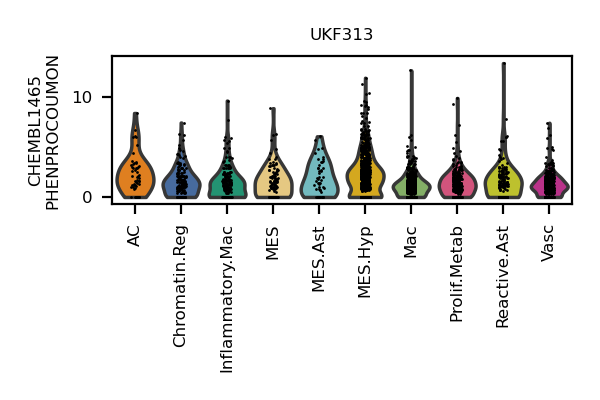 UKF313
CHEMBL1465
PHENPROCOUMON
10
0
AC
Chromatin.Reg
Inflammatory.Mac
MES
MES.Ast
MES.Hyp
Mac
Prolif.Metab
Reactive.Ast
Vasc